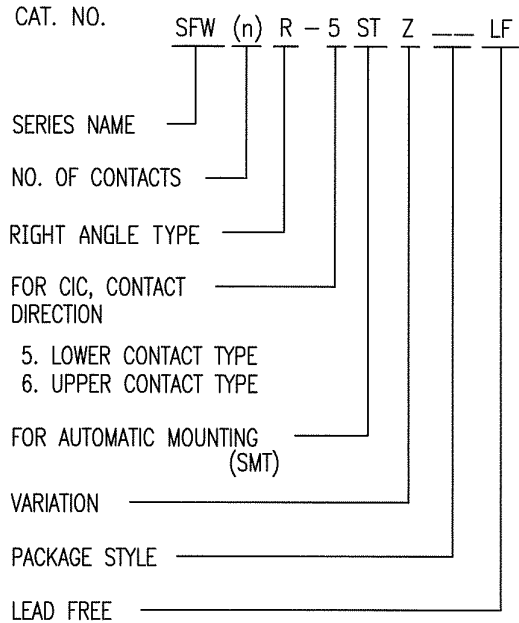 CAT. NO.
SFW (n) R - 5 ST Z __ LF
SERIES NAME
NO. OF CONTACTS
RIGHT ANGLE TYPE
FOR CIC, CONTACT
DIRECTION
5. LOWER CONTACT TYPE
6. UPPER CONTACT TYPE
FOR AUTOMATIC MOUNTING
(SMT)
VARIATION
PACKAGE STYLE
LEAD FREE